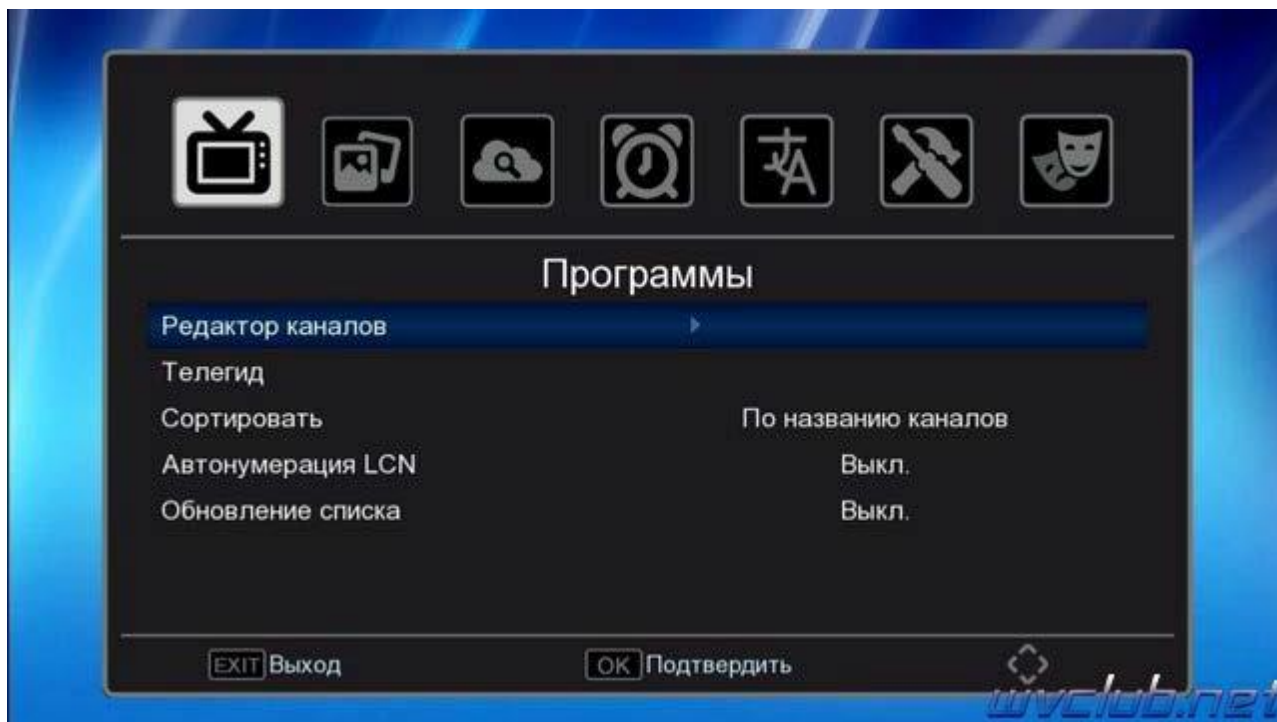 Программы
Редактор каналов
Телегид
Сортировать По названию каналов
Автонумерация LCN Выкл.
Обновление списка Выкл.
EXIT Выход OK Подтвердить
wvclub.net